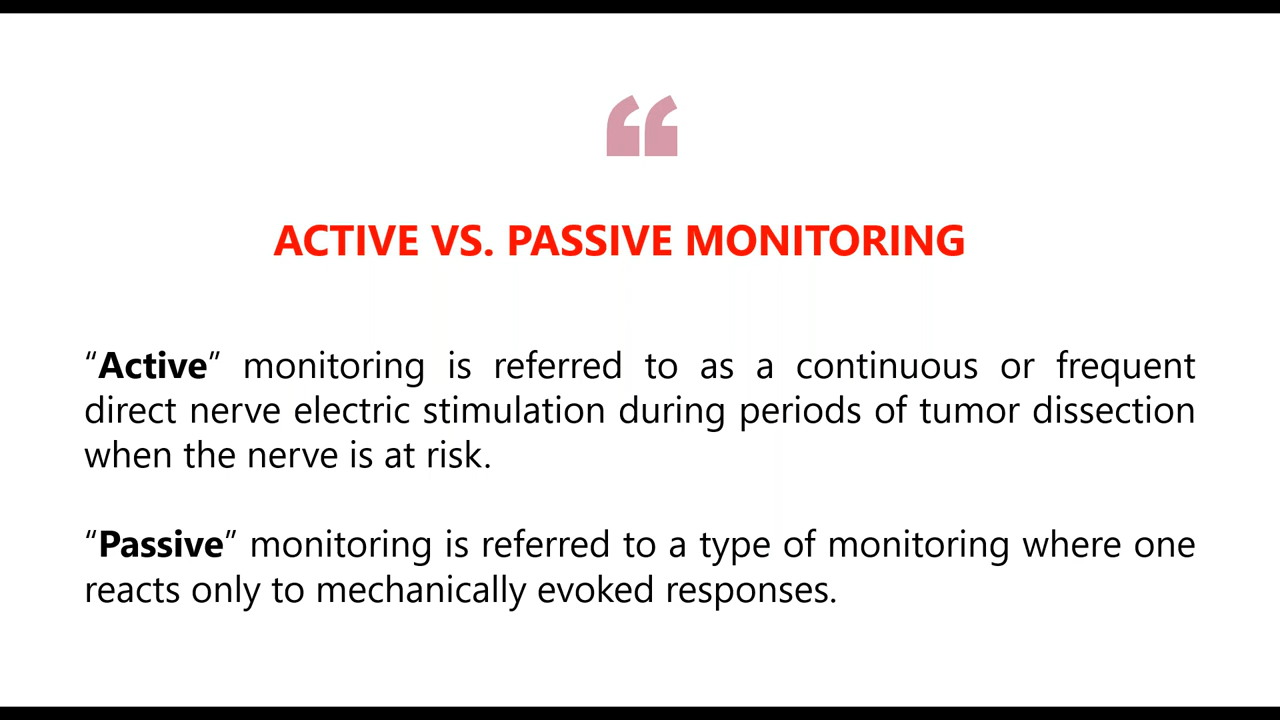 “
ACTIVE VS. PASSIVE MONITORING
“Active” monitoring is referred to as a continuous or frequent
direct nerve electric stimulation during periods of tumor dissection
when the nerve is at risk.
“Passive” monitoring is referred to a type of monitoring where one
reacts only to mechanically evoked responses.